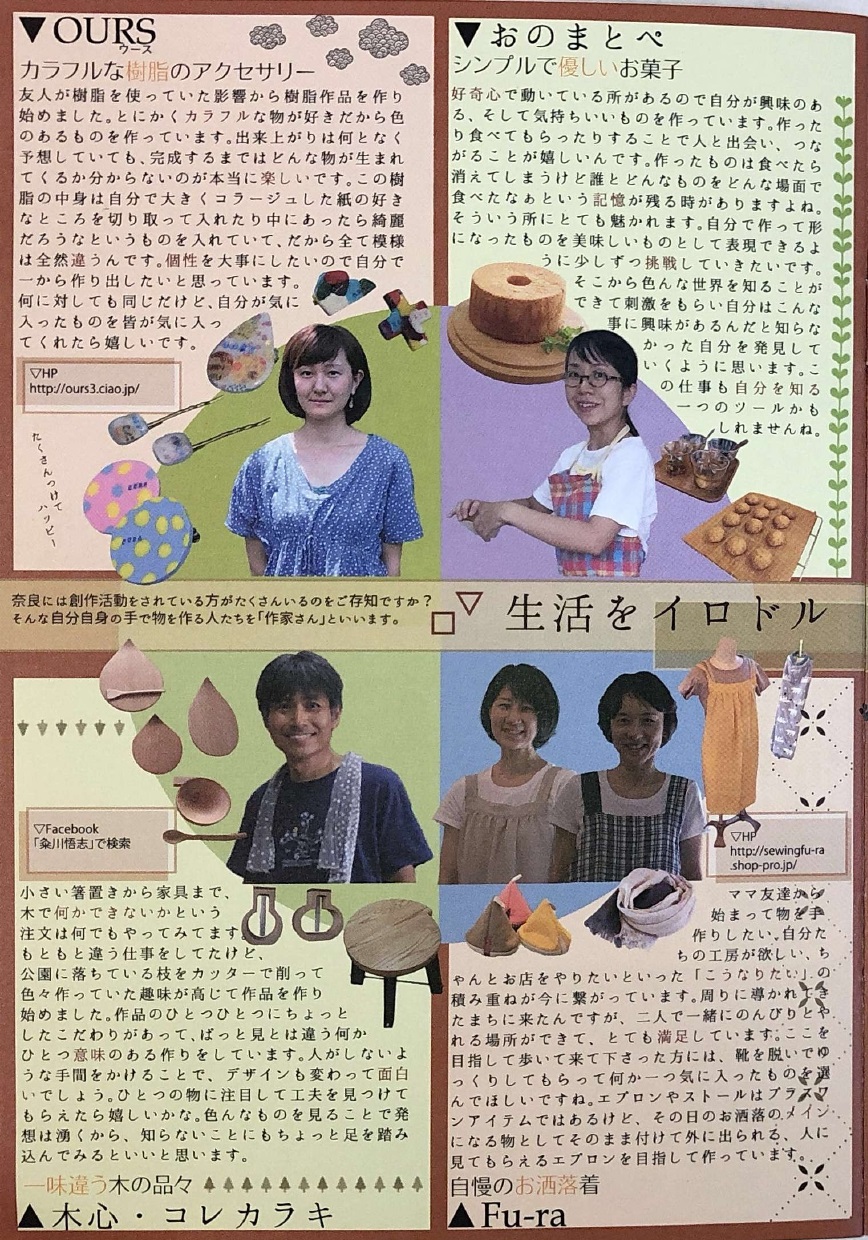 ▼OURS
ウース
カラフルな樹脂のアクセサリー
友人が樹脂を使っていた影響から樹脂作品を作り
始めました。とにかくカラフルな物が好きだから色
のあるものを作っています。出来上がりは何となく
予想していても、完成するまではどんな物が生まれ
てくるか分からないのが本当に楽しいです。この樹
脂の中身は自分で大きくコラージュした紙の好き
なところを切り取って入れたり中にあったら綺麗
だろうなというものを入れていて、だから全て模様
は全然違うんです。個性を大事にしたいので自分で
一から作り出したいと思っています。
何に対しても同じだけど、自分が気に
入ったものを皆が気に入っ
てくれたら嬉しいです。
▽HP
http://ours3.ciao.jp/
たくさんつけて
ハッピー
▼おのまとぺ
シンプルで優しいお菓子
好奇心で動いている所があるので自分が興味のあ
る、そして気持ちいいものを作っています。作った
り食べてもらったりすることで人と出会い、つな
がることが嬉しいんです。作ったものは食べたら
消えてしまうけど誰とどんなものをどんな場面で
食べたなぁという記憶が残る時がありますよね。
そういう所にとても魅かれます。自分で作って形
になったものを美味しいものとして表現できるよ
うに少しずつ挑戦していきたいです。
そこから色んな世界を知ることが
できて刺激をもらい自分はこんな
事に興味があるんだと知らな
かった自分を発見して
いくように思います。こ
の仕事も自分を知る
一つのツールかも
しれませんね。
奈良には創作活動をされている方がたくさんいるのをご存知ですか？
そんな自分自身の手で物を作る人たちを「作家さん」といいます。
□▽生活をイロドル
▽Facebook
「粂川悟志」で検索
小さい箸置きから家具まで、
木で何かできないかという
注文は何でもやってみてます。
もともと違う仕事をしてたけど、
公園に落ちている枝をカッターで削って
色々作っていた趣味が高じて作品を作り
始めました。作品のひとつひとつにちょっと
したこだわりがあって、ぱっと見とは違う何か
ひとつ意味のある作りをしています。人がしないよ
うな手間をかけることで、デザインも変わって面白
いでしょう。ひとつの物に注目して工夫を見つけて
もらえたら嬉しいかな。色んなものを見ることで発
想は湧くから、知らないことにもちょっと足を踏み
込んでみるといいと思います。
一味違う木の品々
▲木心・コレカラキ
▽HP
http://sewingfu-ra
.shop-pro.jp/
ママ友達から
始まって物を手
作りしたい。自分た
ちの工房が欲しい、ち
ゃんとお店をやりたいといった「こうなりたい」の
積み重ねが今に繋がっています。周りに導かれてき
たまちに来たんですが、二人で一緒にのんびりとや
れる場所ができて、とても満足しています。ここを
目指して歩いて来て下さった方には、靴を脱いでゆ
っくりしてもらって何か一つ気に入ったものを選
んでほしいですね。エプロンやストールはプラスワ
ンアイテムではあるけど、その日のお洒落のメイン
になる物としてそのまま付けて外に出られる、人に
見てもらえるエプロンを目指して作っています。
自慢のお洒落着
▲Fu-ra